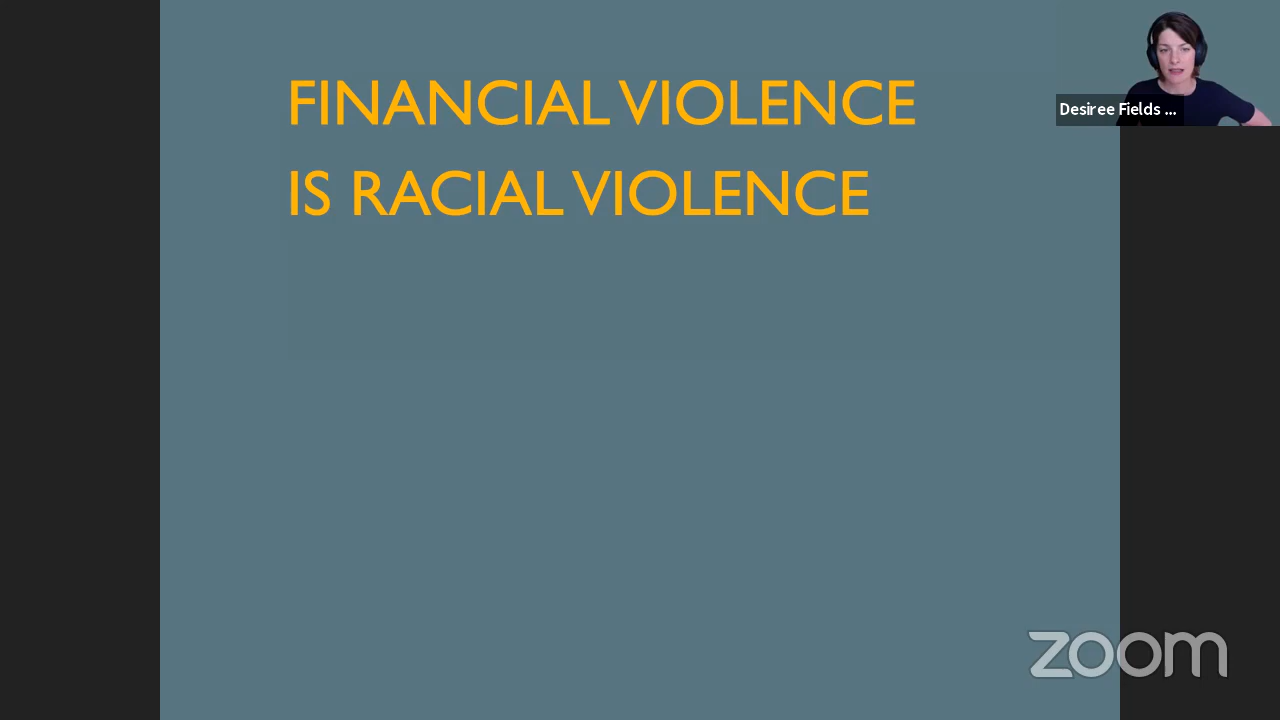 FINANCIAL VIOLENCE
IS RACIAL VIOLENCE
Desiree Fields ...
zoom